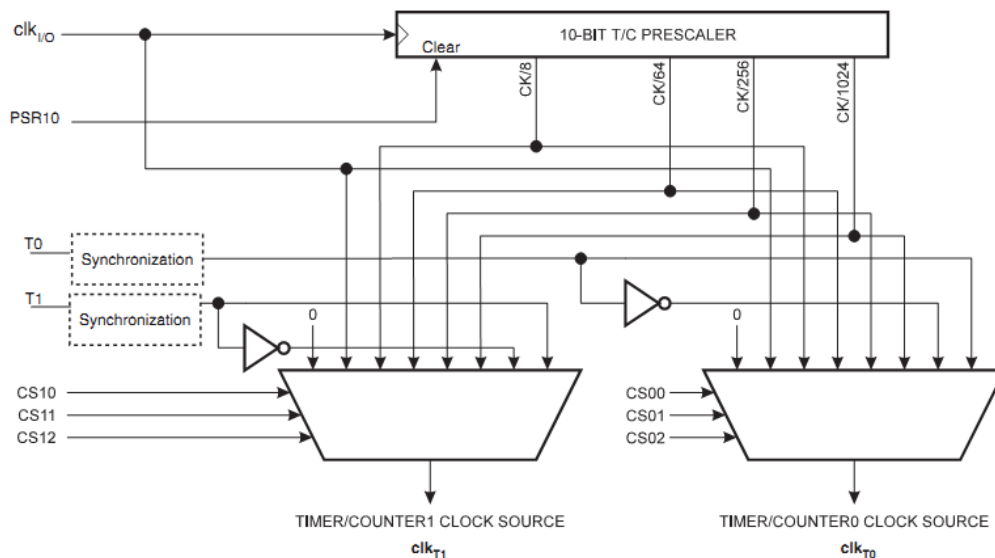 clkI/O
10-BIT T/C PRESCALER
Clear
CK/8
CK/64
CK/256
CK/1024
PSR10
T0
Synchronization
T1
Synchronization
0
0
CS10
CS11
CS12
CS00
CS01
CS02
TIMER/COUNTER1 CLOCK SOURCE
clkT1
TIMER/COUNTER0 CLOCK SOURCE
clkT0